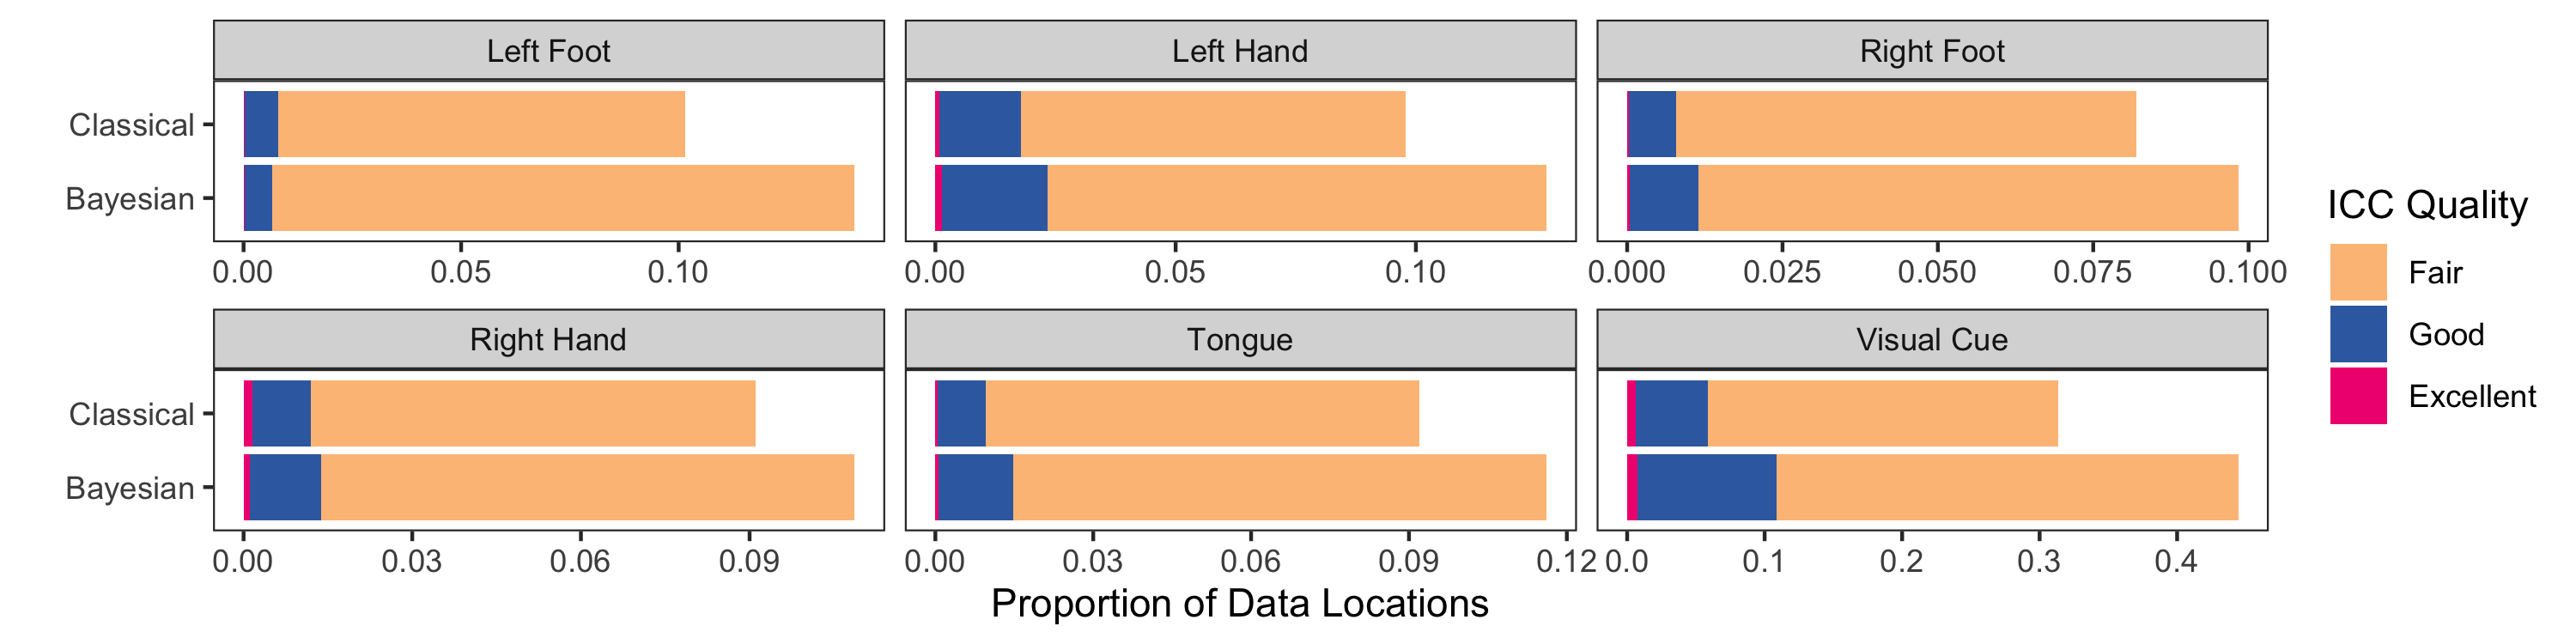 Left Foot
Left Hand
Right Foot
Classical
Bayesian
0.00 0.05 0.10
0.00 0.05 0.10
0.000 0.025 0.050 0.075 0.100
Right Hand
Tongue
Visual Cue
Classical
Bayesian
0.00 0.03 0.06 0.09
0.00 0.03 0.06 0.09 0.12
0.0 0.1 0.2 0.3 0.4
Proportion of Data Locations
ICC Quality
Fair
Good
Excellent